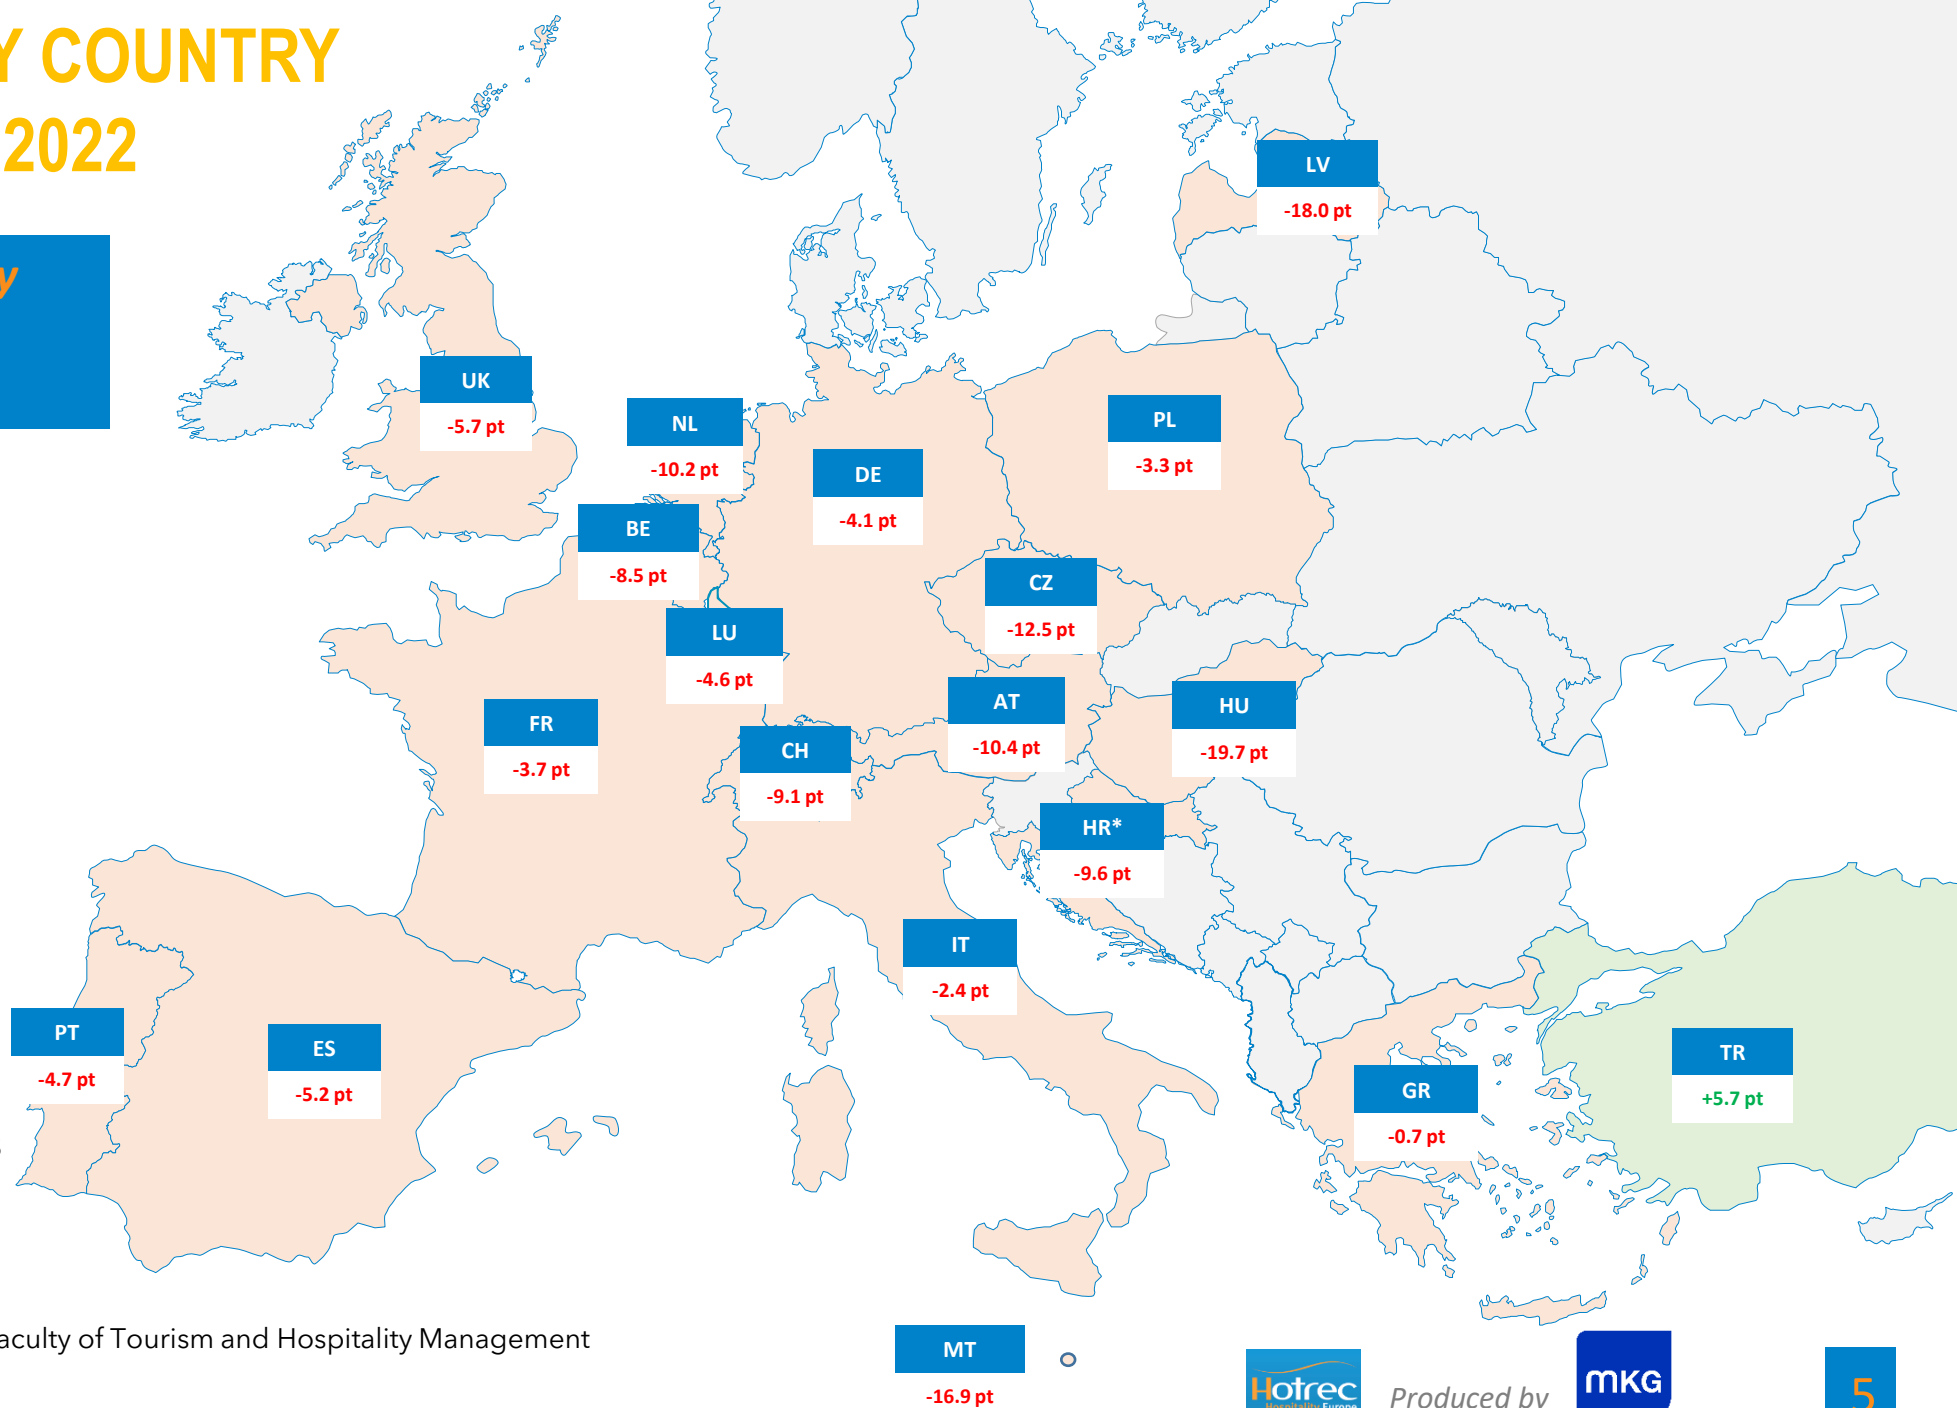 Y COUNTRY
2022
y
LV
-18.0 pt
UK
-5.7 pt
NL
-10.2 pt
PL
-3.3 pt
DE
-4.1 pt
BE
-8.5 pt
CZ
-12.5 pt
LU
-4.6 pt
AT
-10.4 pt
HU
-19.7 pt
FR
-3.7 pt
CH
-9.1 pt
HR*
-9.6 pt
IT
-2.4 pt
PT
-4.7 pt
ES
-5.2 pt
TR
+5.7 pt
GR
-0.7 pt
aculty of Tourism and Hospitality Management
MT
-16.9 pt
Hotrec
Hospitality Europe
Produced by
MKG
5